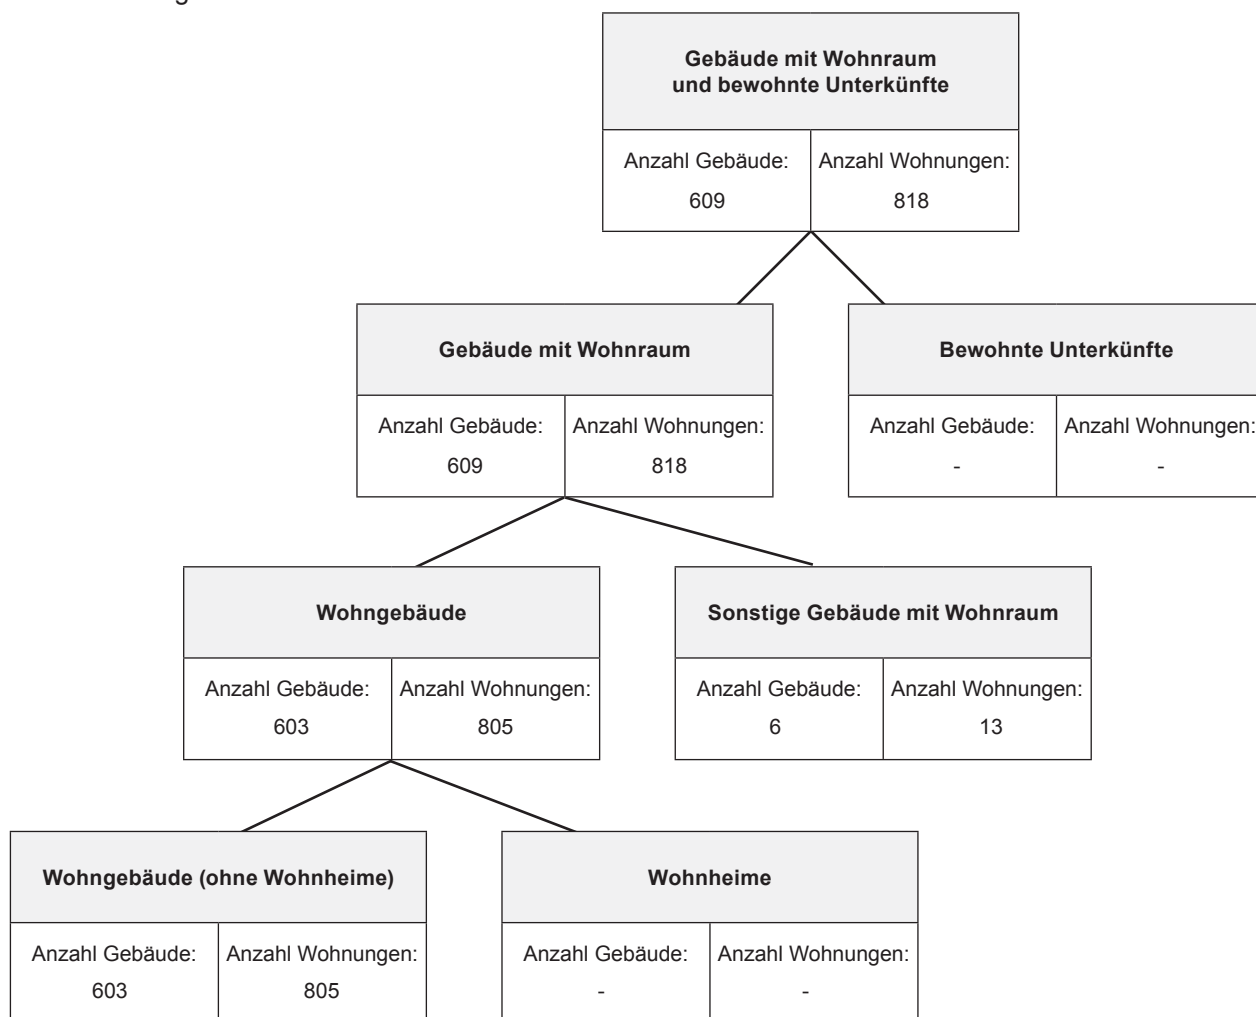 Gebäude mit Wohnraum
und bewohnte Unterkünfte
Anzahl Gebäude: Anzahl Wohnungen:
609 818
Gebäude mit Wohnraum
Bewohnte Unterkünfte
Anzahl Gebäude: Anzahl Wohnungen:
609 818
Anzahl Gebäude: Anzahl Wohnungen:
- -
Wohngebäude
Sonstige Gebäude mit Wohnraum
Anzahl Gebäude: Anzahl Wohnungen:
603 805
Anzahl Gebäude: Anzahl Wohnungen:
6 13
Wohngebäude (ohne Wohnheime)
Wohnheime
Anzahl Gebäude: Anzahl Wohnungen:
603 805
Anzahl Gebäude: Anzahl Wohnungen:
- -